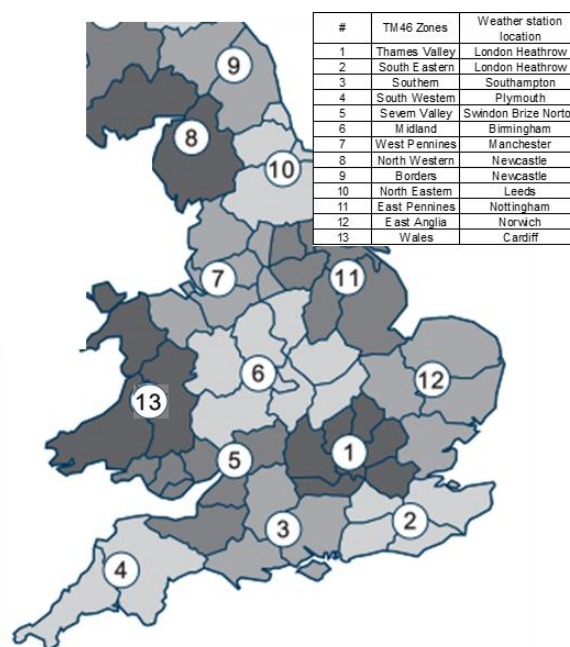 # TM46 Zones Weather station location
1 Thames Valley London Heathrow
2 South Eastern London Heathrow
3 Southern Southampton
4 South Western Plymouth
5 Severn Valley Swindon Brize Norto
6 Midland Birmingham
7 West Pennines Manchester
8 North Western Newcastle
9 Borders Newcastle
10 North Eastern Leeds
11 East Pennines Nottingham
12 East Anglia Norwich
13 Wales Cardiff
9
8
10
11
7
6
12
13
5
1
2
3
4